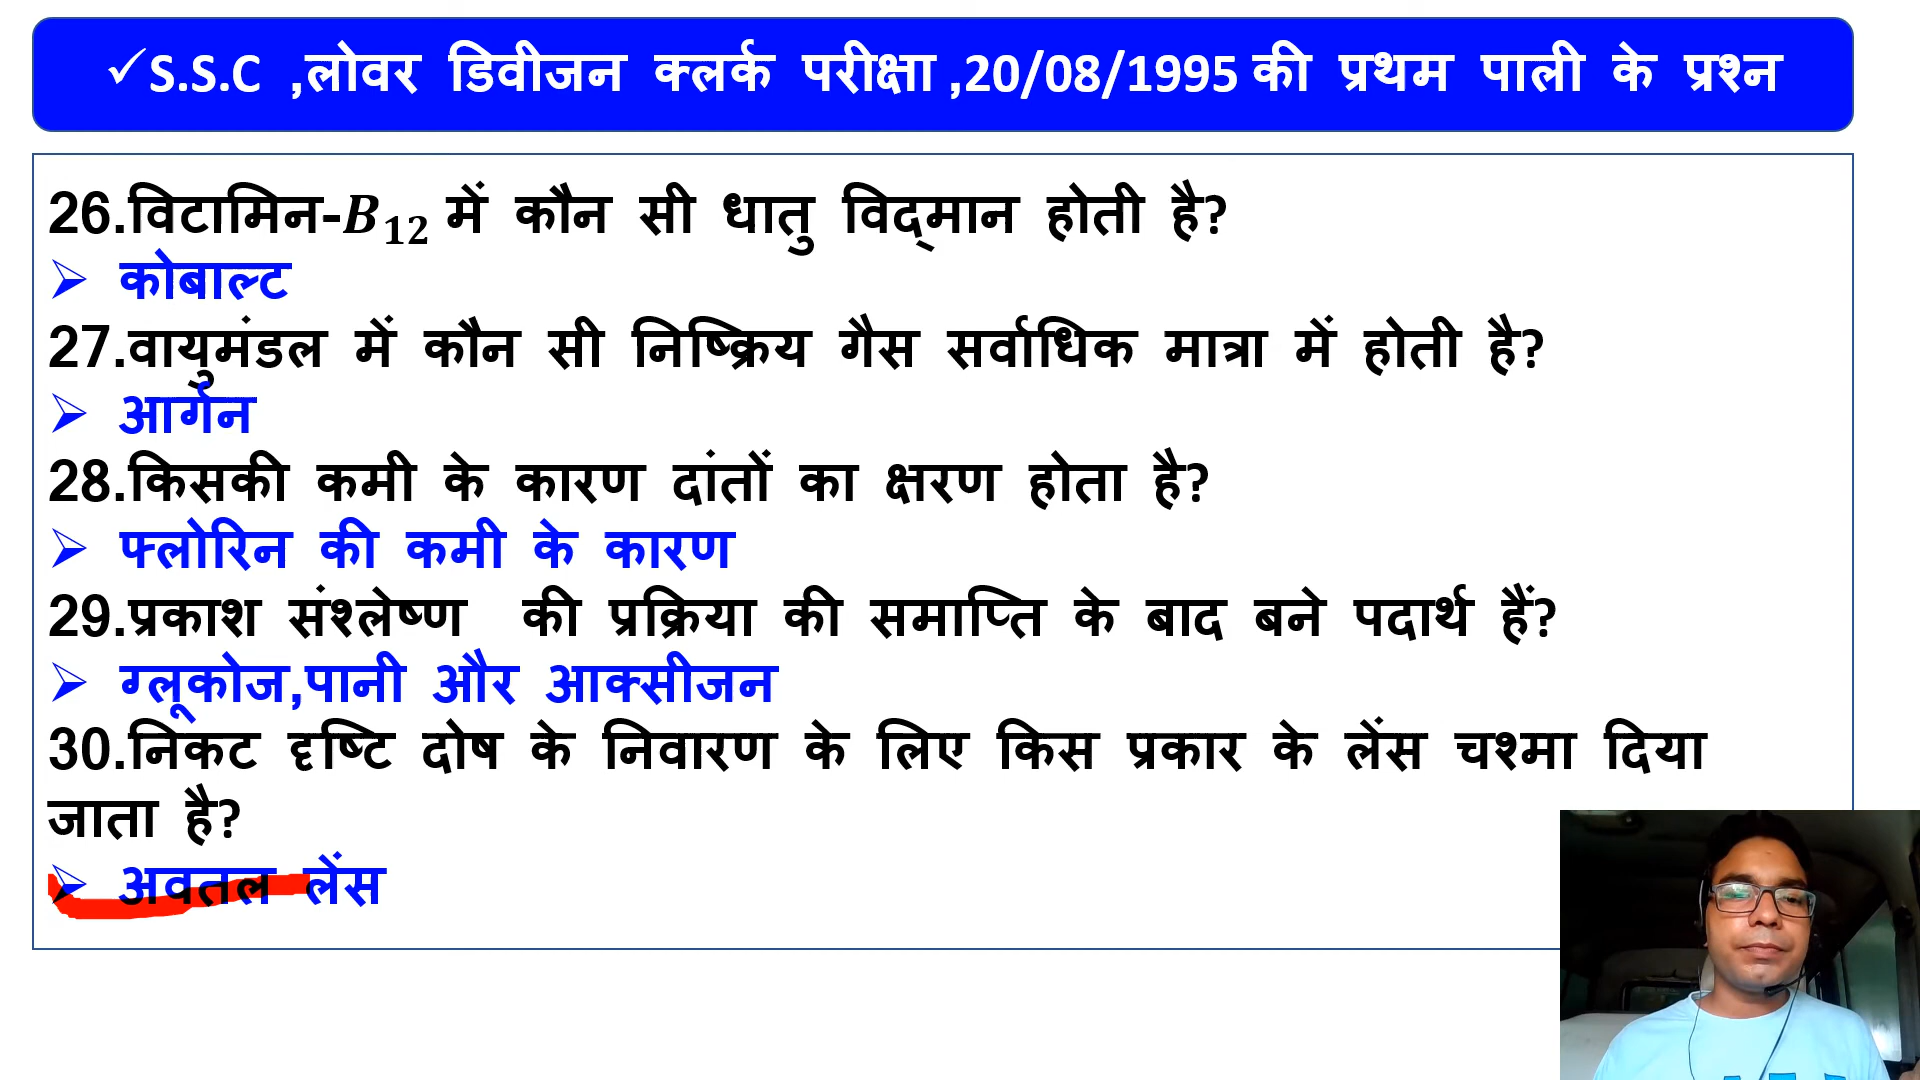 ✓S.S.C ,लोवर डिवीजन क्लर्क परीक्षा ,20/08/1995 की प्रथम पाली के प्रश्न
26.विटामिन-B₁₂ में कौन सी धातु विद्‌मान होती है?
➢ कोबाल्ट
27.वायुमंडल में कौन सी निष्क्रिय गैस सर्वाधिक मात्रा में होती है?
➢ आर्गन
28.किसकी कमी के कारण दांतों का क्षरण होता है?
➢ फ्लोरिन की कमी के कारण
29.प्रकाश संश्लेष्ण की प्रक्रिया की समाप्ति के बाद बने पदार्थ हैं?
➢ ग्लूकोज,पानी और आक्सीजन
30.निकट दृष्टि दोष के निवारण के लिए किस प्रकार के लेंस चश्मा दिया
जाता है?
➢ अवतल लेंस